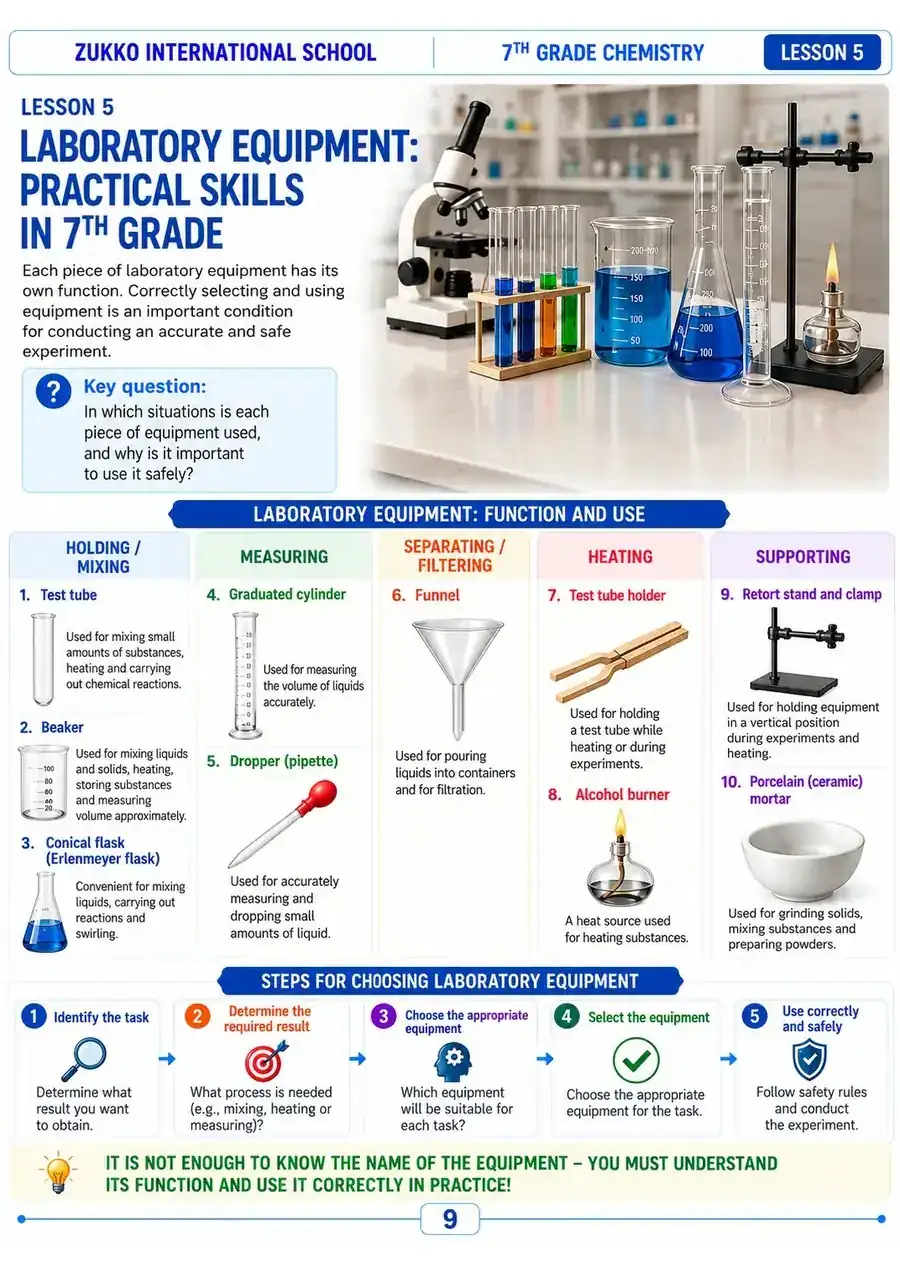 ZUKKO INTERNATIONAL SCHOOL
7TH GRADE CHEMISTRY
LESSON 5
LESSON 5
LABORATORY EQUIPMENT:
PRACTICAL SKILLS
IN 7TH GRADE
Each piece of laboratory equipment has its
own function. Correctly selecting and using
equipment is an important condition
for conducting an accurate and safe
experiment.
?
Key question:
In which situations is each
piece of equipment used,
and why is it important
to use it safely?
150
150
100
50
200
100
LABORATORY EQUIPMENT: FUNCTION AND USE
HOLDING /
MIXING
1. Test tube
Used for mixing small
amounts of substances,
heating and carrying
out chemical reactions.
2. Beaker
100
80
60
40
20
Used for mixing liquids
and solids, heating,
storing substances
and measuring
volume approximately.
3. Conical flask
(Erlenmeyer flask)
Convenient for mixing
liquids, carrying out
reactions and
swirling.
MEASURING
4. Graduated cylinder
Used for measuring
the volume of liquids
accurately.
5. Dropper (pipette)
Used for accurately
measuring and
dropping small
amounts of liquid.
SEPARATING /
FILTERING
6. Funnel
Used for pouring
liquids into containers
and for filtration.
HEATING
7. Test tube holder
Used for holding
a test tube while
heating or during
experiments.
8. Alcohol burner
A heat source used
for heating substances.
SUPPORTING
9. Retort stand and clamp
Used for holding equipment
in a vertical position
during experiments and
heating.
10. Porcelain (ceramic)
mortar
Used for grinding solids,
mixing substances and
preparing powders.
STEPS FOR CHOOSING LABORATORY EQUIPMENT
1 Identify the task
Determine what
result you want
to obtain.
2 Determine the
required result
What process is needed
(e.g., mixing, heating or
measuring)?
3 Choose the appropriate
equipment
Which equipment
will be suitable for
each task?
4 Select the equipment
Choose the appropriate
equipment for the task.
5 Use correctly
and safely
Follow safety rules
and conduct
the experiment.
IT IS NOT ENOUGH TO KNOW THE NAME OF THE EQUIPMENT – YOU MUST UNDERSTAND
ITS FUNCTION AND USE IT CORRECTLY IN PRACTICE!
9